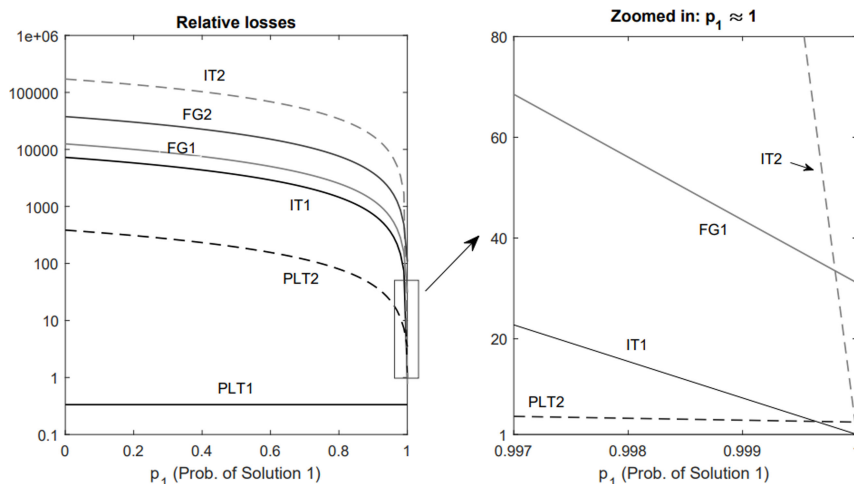 Relative losses
1e+06
100000
10000
1000
100
10
1
0.1
IT2
FG2
FG1
IT1
PLT2
PLT1
0 0.2 0.4 0.6 0.8 1
p1 (Prob. of Solution 1)
Zoomed in: p1 ≈ 1
80
60
40
20
1
IT2
FG1
IT1
PLT2
0.997 0.998 0.999
p1 (Prob. of Solution 1)